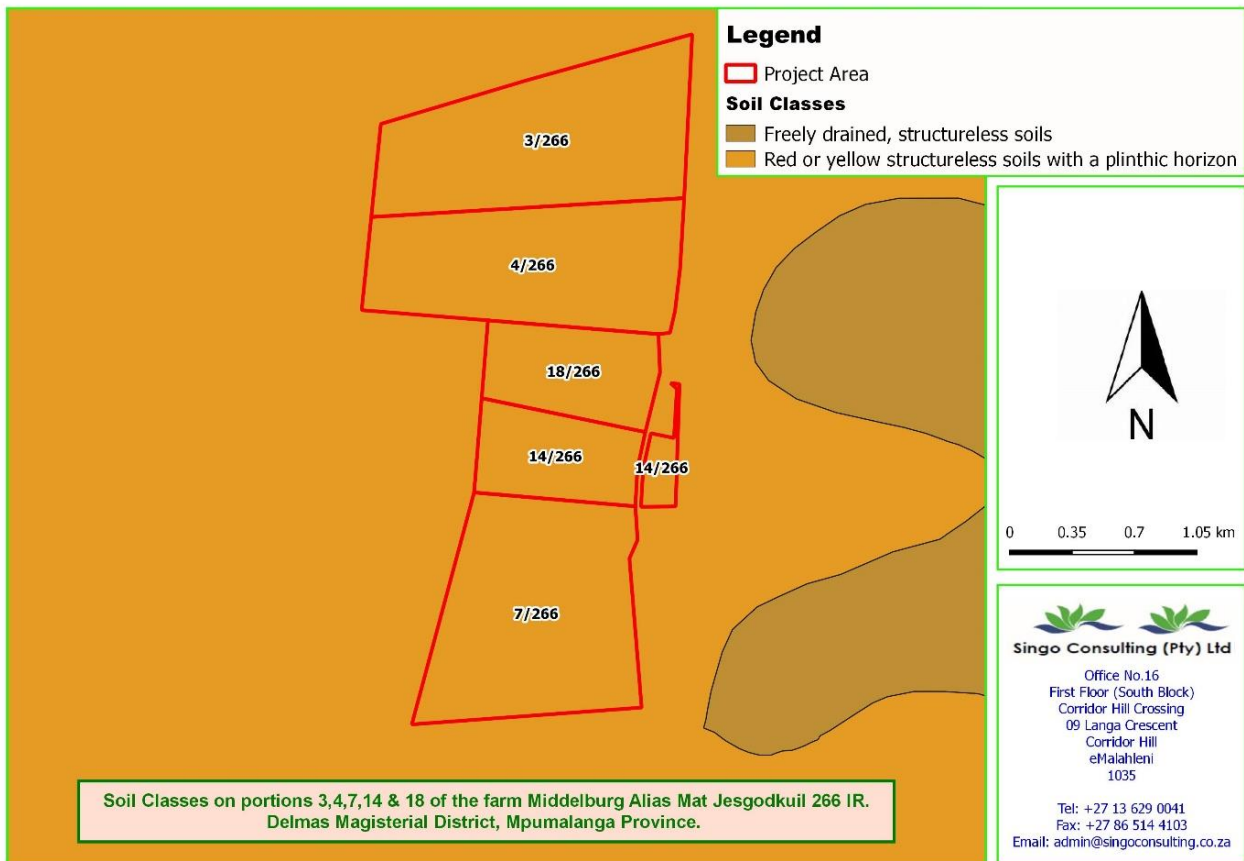 Legend
Project Area
Soil Classes
Freely drained, structureless soils
Red or yellow structureless soils with a plinthic horizon
3/266
4/266
18/266
14/266
14/266
7/266
N
0 0.35 0.7 1.05 km
Singo Consulting (Pty) Ltd
Office No.16
First Floor (South Block)
Corridor Hill Crossing
09 Langa Crescent
Corridor Hill
eMalahleni
1035
Tel: +27 13 629 0041
Fax: +27 86 514 4103
Email: admin@singoconsulting.co.za
Soil Classes on portions 3,4,7,14 & 18 of the farm Middelburg Alias Mat Jesgodkuil 266 IR.
Delmas Magisterial District, Mpumalanga Province.